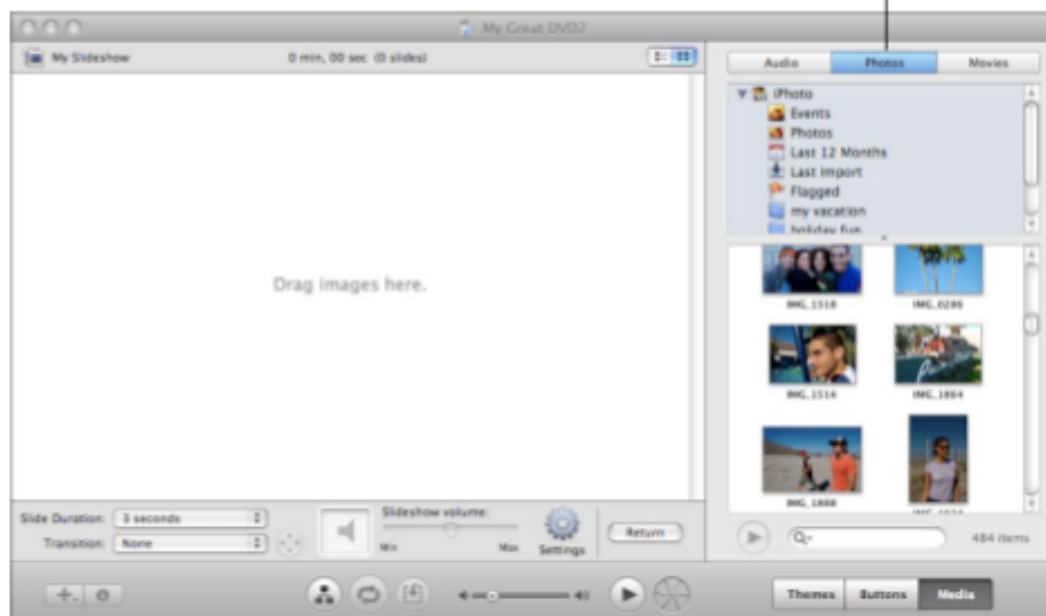 My Great DVD2
My Slideshow
0 min, 00 sec (0 slides)
Audio
Photos
Movies
iPhoto
Events
Photos
Last 12 Months
Last Import
Flagged
my vacation
holiday fun
Drag images here.
IMG_1518
IMG_0286
IMG_1514
IMG_1864
IMG_1888
Slide Duration:
3 seconds
Transition:
None
Slideshow volume:
Min
Max
Settings
Return
484 items
Themes
Buttons
Media